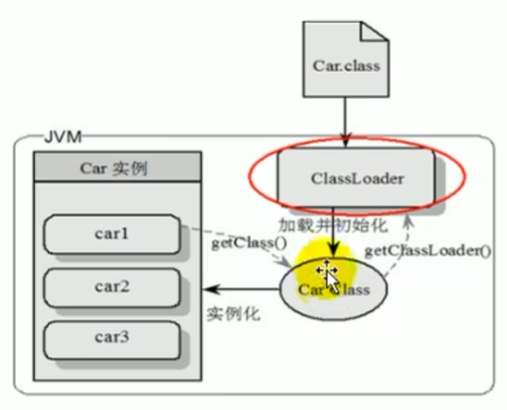 Car.class
JVM
Car 实例
ClassLoader
car1
加载并初始化
getClass()
getClassLoader()
car2
Car Class
实例化
car3